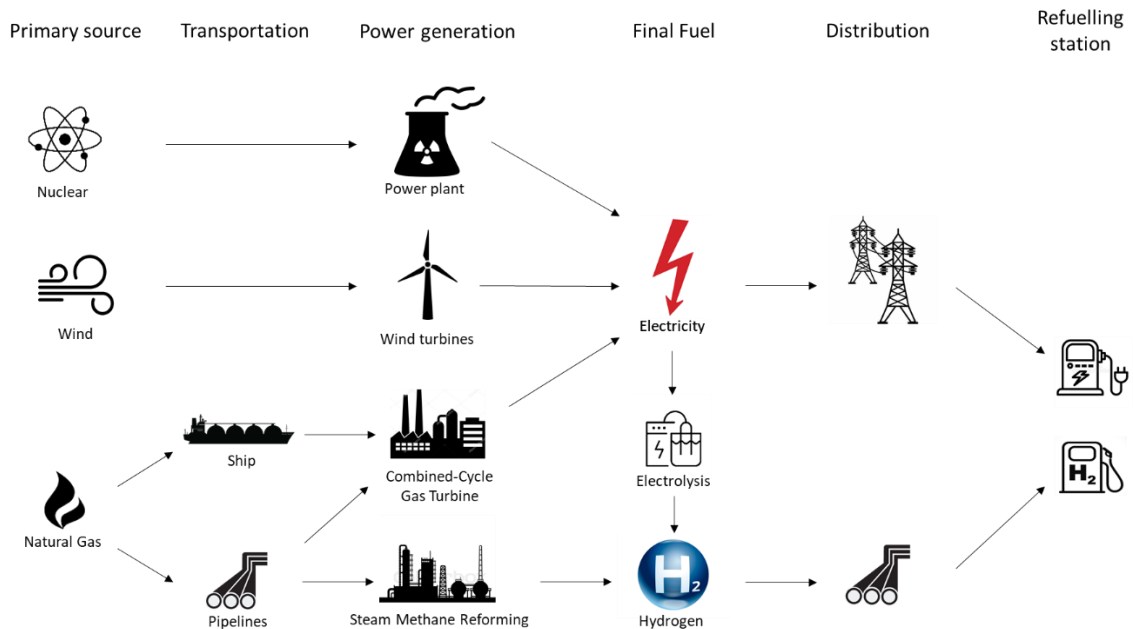 Primary source
Transportation
Power generation
Final Fuel
Distribution
Refuelling
station
Nuclear
Power plant
Wind
Wind turbines
Electricity
Ship
Combined-Cycle
Gas Turbine
Electrolysis
H2
Natural Gas
Pipelines
Steam Methane Reforming
H2
Hydrogen